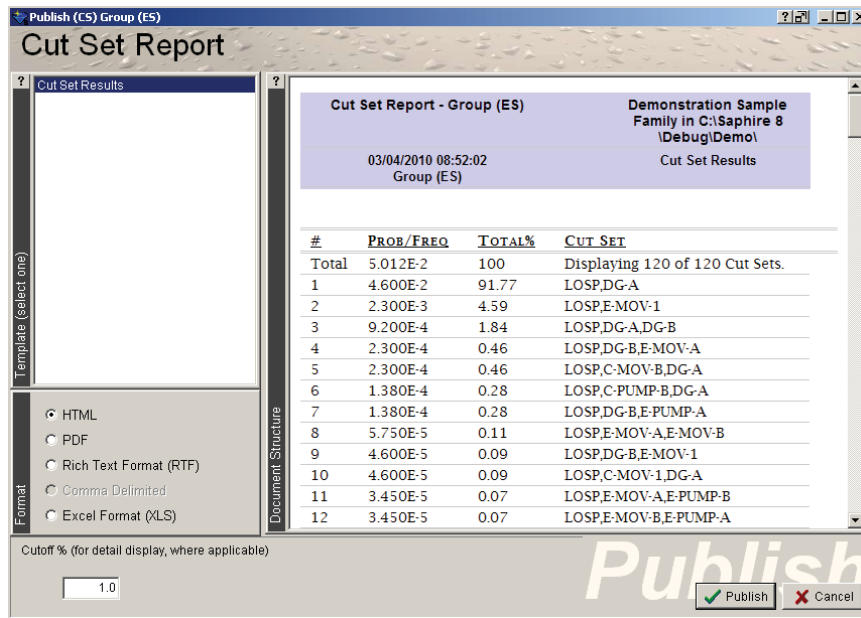 Publish (CS) Group (ES)
Cut Set Report
?
Cut Set Results
Template (select one)
Format
HTML
PDF
Rich Text Format (RTF)
Comma Delimited
Excel Format (XLS)
?
Document Structure
Cut Set Report - Group (ES)
Demonstration Sample
Family in C:\Saphire 8
\Debug\Demo\
03/04/2010 08:52:02
Group (ES)
Cut Set Results
# PROB/FREQ TOTAL% CUT SET
Total 5.012E-2 100 Displaying 120 of 120 Cut Sets.
1 4.600E-2 91.77 LOSP,DG-A
2 2.300E-3 4.59 LOSP,E-MOV-1
3 9.200E-4 1.84 LOSP,DG-A,DG-B
4 2.300E-4 0.46 LOSP,DG-B,E-MOV-A
5 2.300E-4 0.46 LOSP,C-MOV-B,DG-A
6 1.380E-4 0.28 LOSP,C-PUMP-B,DG-A
7 1.380E-4 0.28 LOSP,DG-B,E-PUMP-A
8 5.750E-5 0.11 LOSP,E-MOV-A,E-MOV-B
9 4.600E-5 0.09 LOSP,DG-B,E-MOV-1
10 4.600E-5 0.09 LOSP,C-MOV-1,DG-A
11 3.450E-5 0.07 LOSP,E-MOV-A,E-PUMP-B
12 3.450E-5 0.07 LOSP,E-MOV-B,E-PUMP-A
Cutoff % (for detail display, where applicable)
1.0
Publish
Publish
Cancel